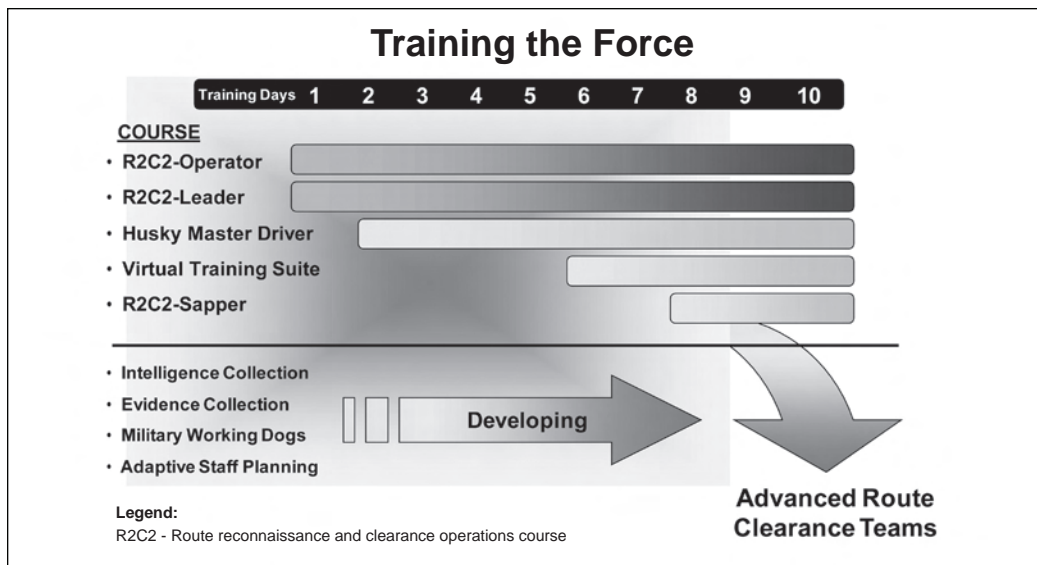 Training the Force
Training Days 1 2 3 4 5 6 7 8 9 10
COURSE
• R2C2-Operator
• R2C2-Leader
• Husky Master Driver
• Virtual Training Suite
• R2C2-Sapper
• Intelligence Collection
• Evidence Collection
• Military Working Dogs
• Adaptive Staff Planning
Developing
Advanced Route
Clearance Teams
Legend:
R2C2 - Route reconnaissance and clearance operations course